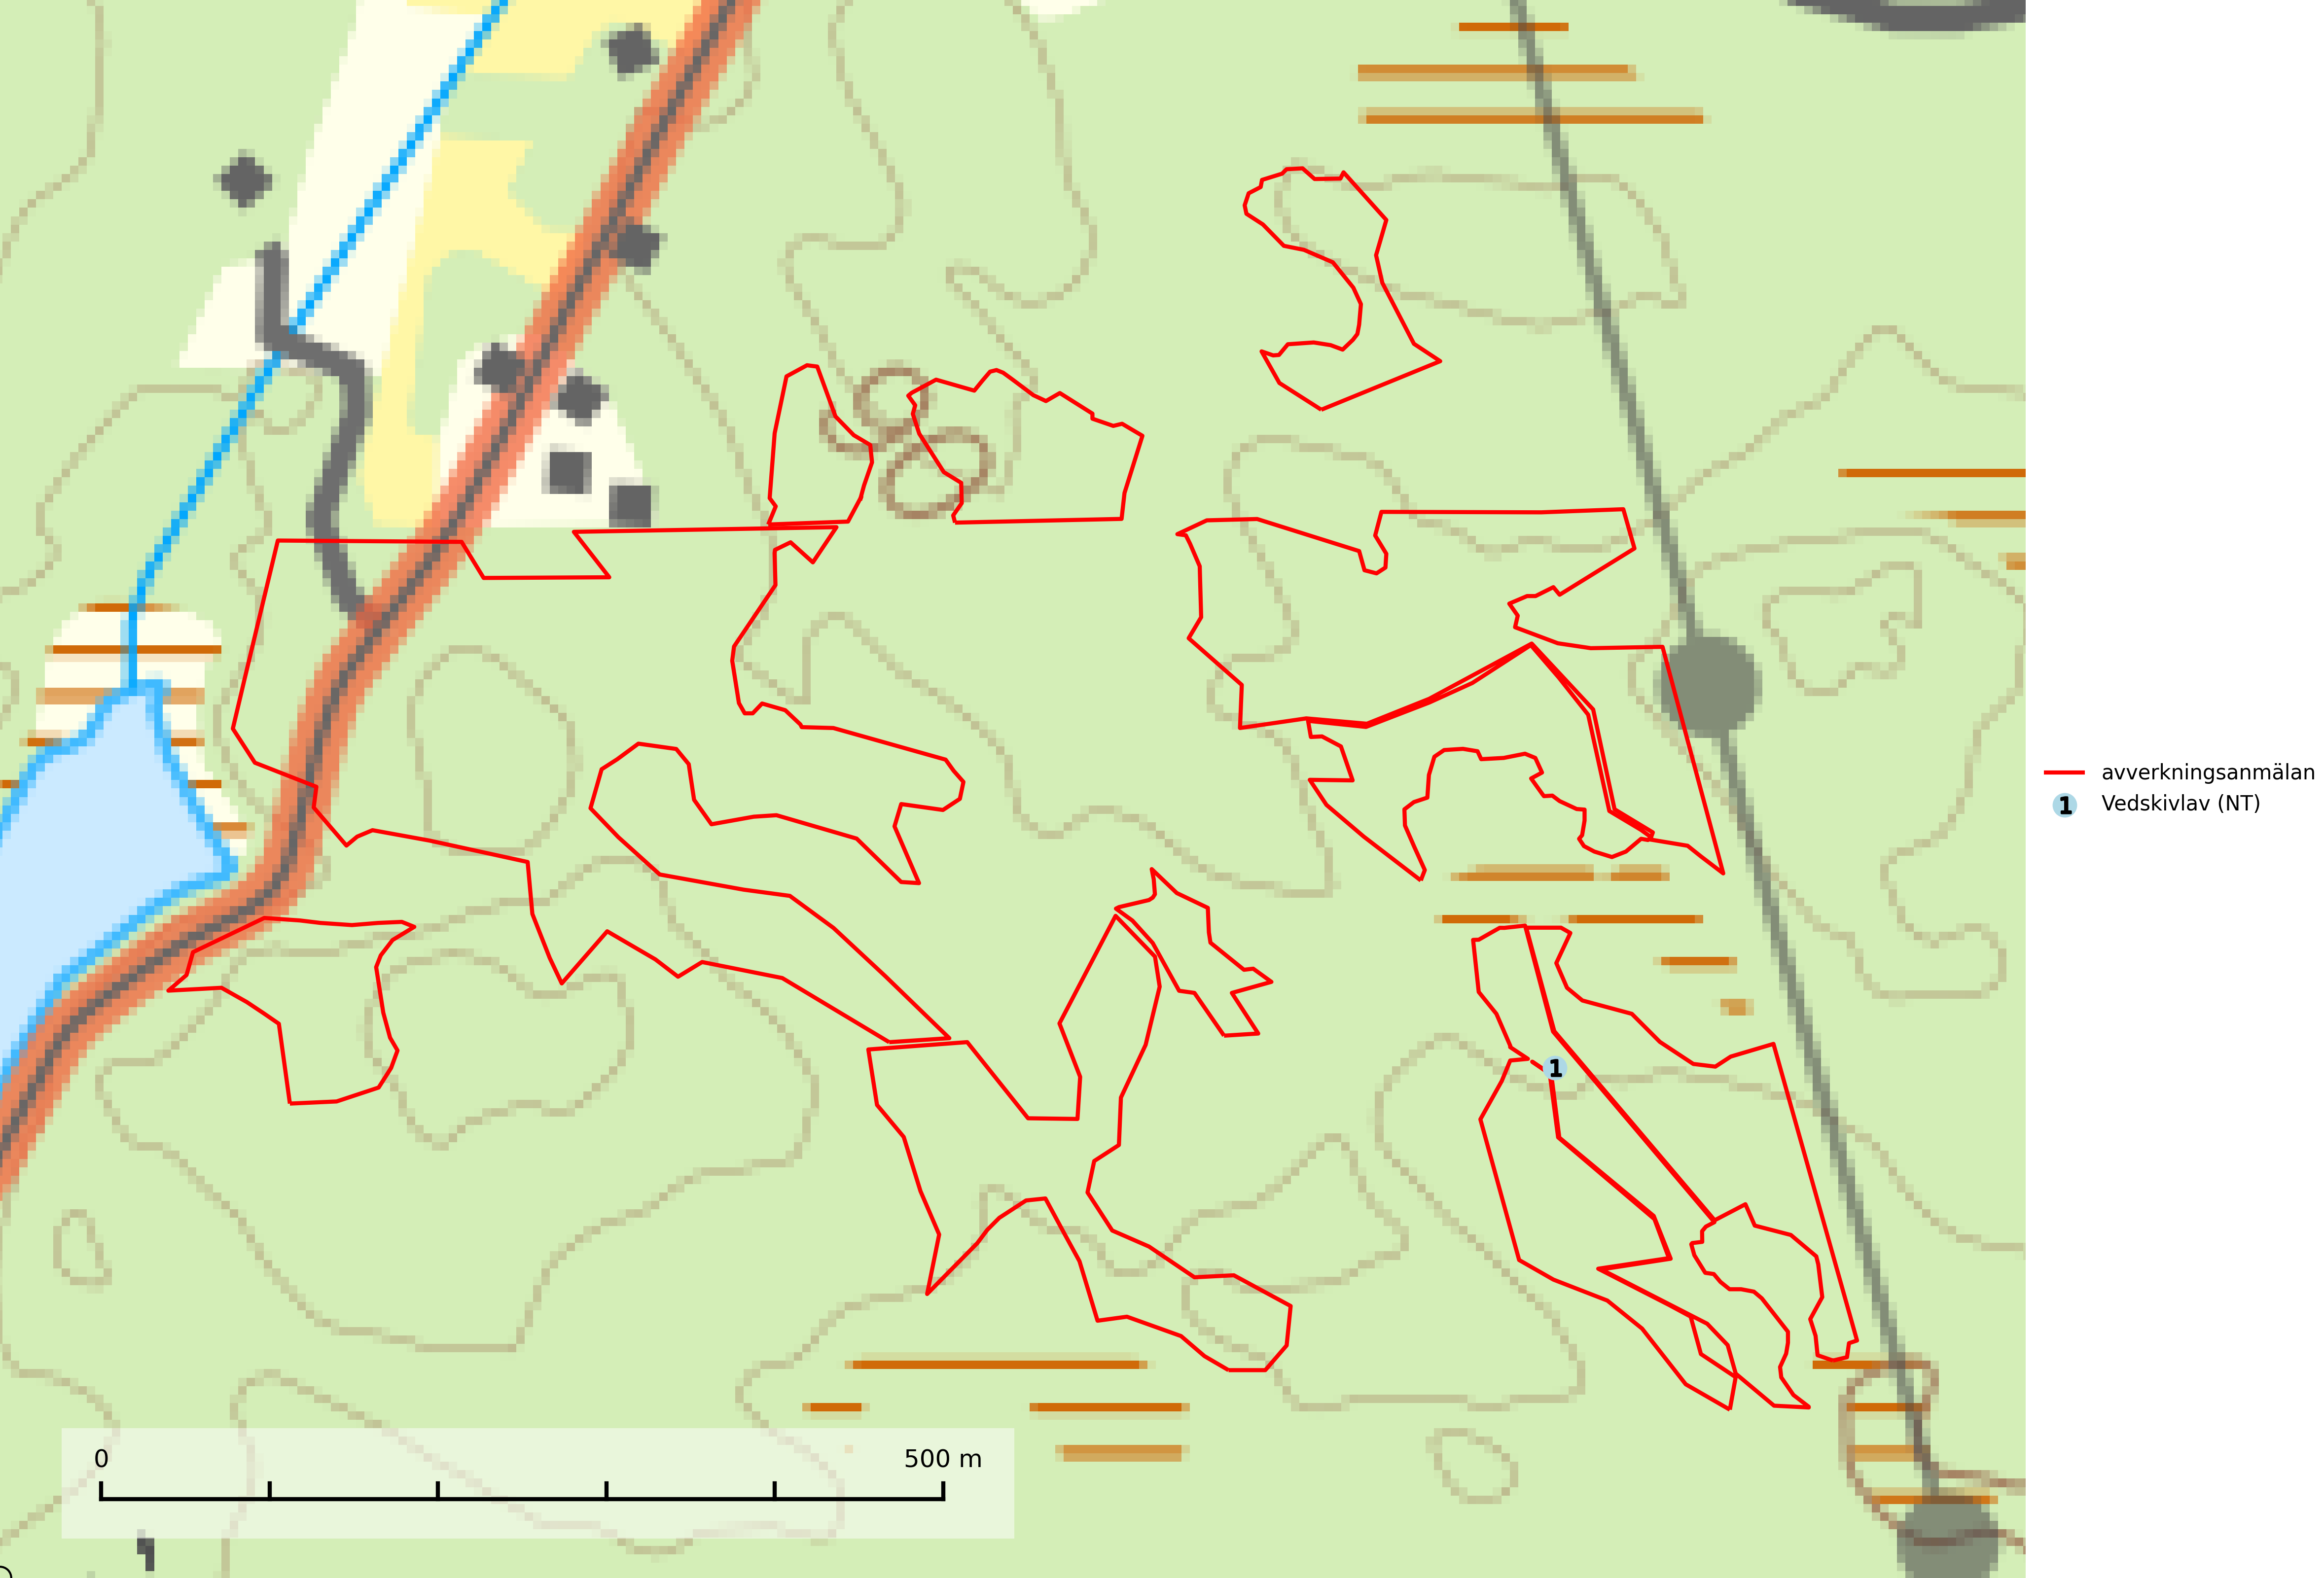 avverkningsanmälan
1 Vedskivlav (NT)
1
0 500 m